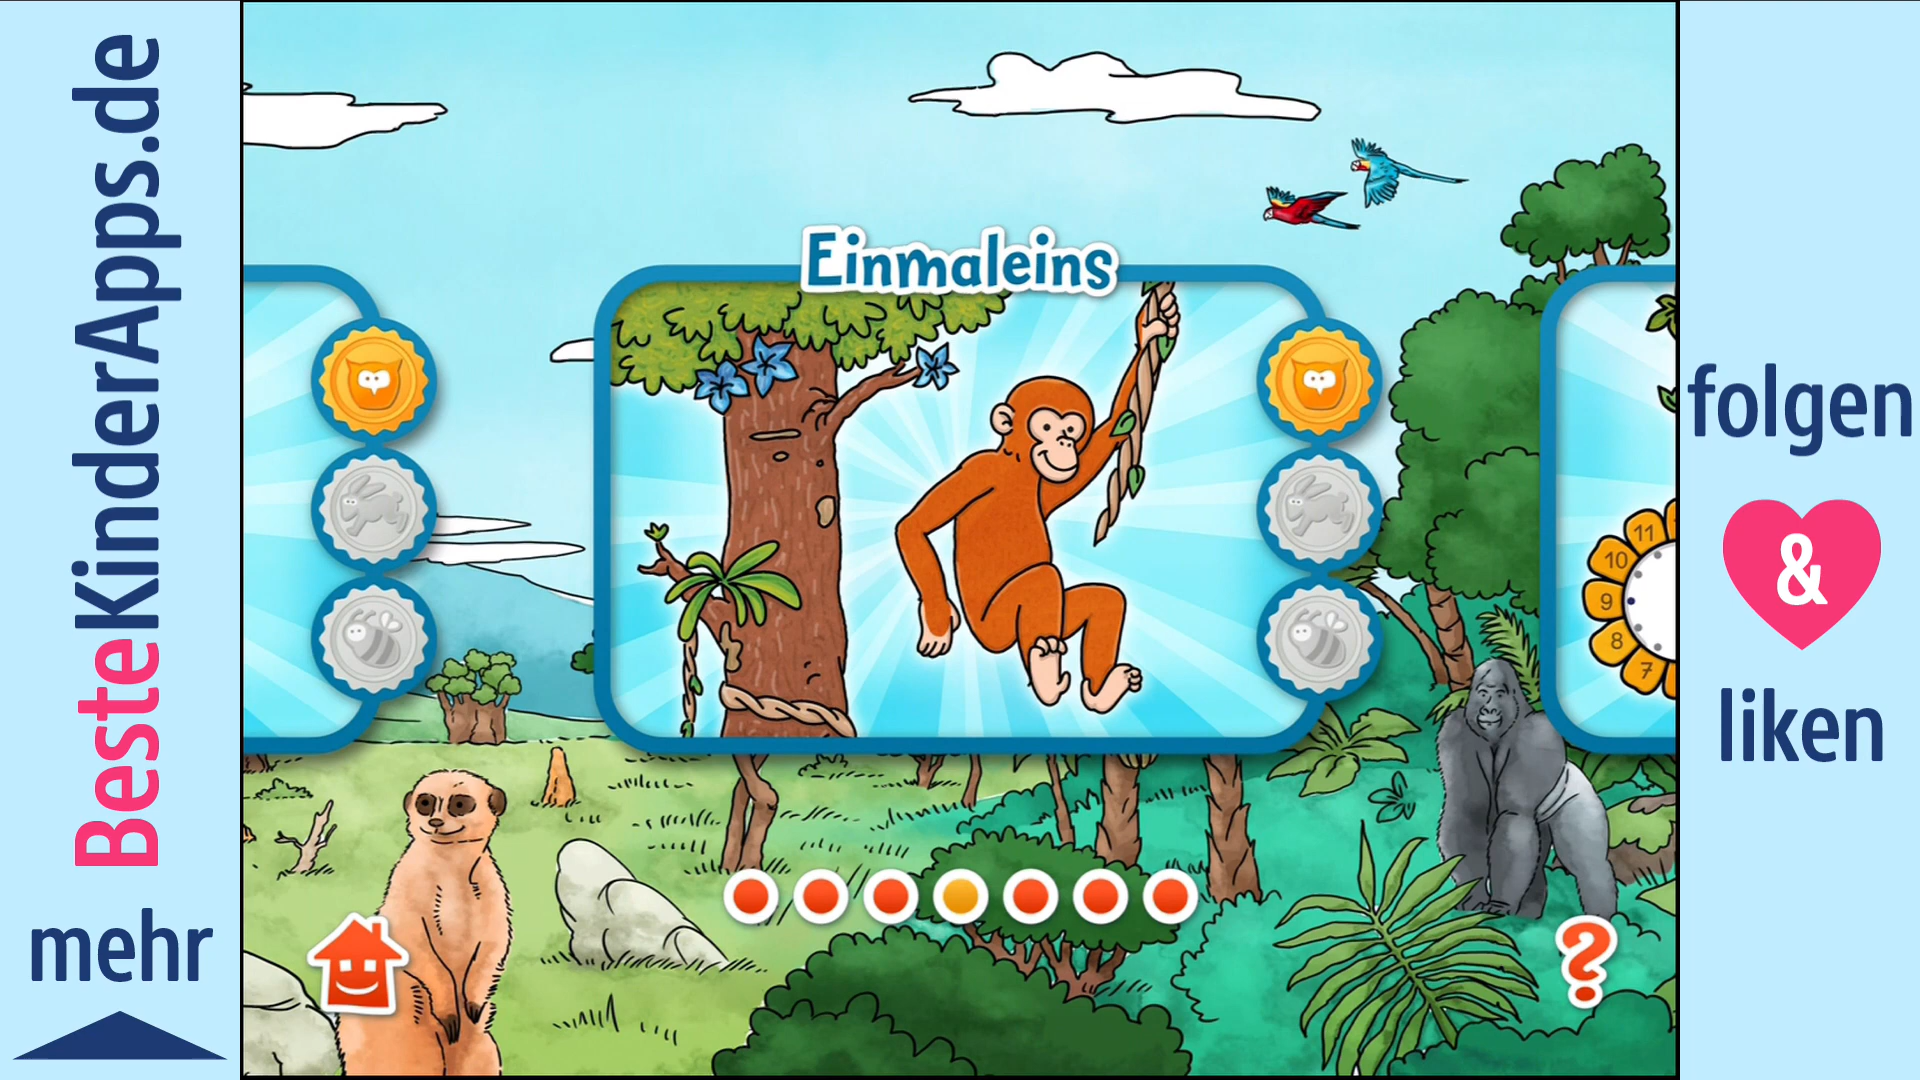 BesteKinderApps.de
mehr
Einmaleins
11
10
9
8
7
?
folgen
&
liken